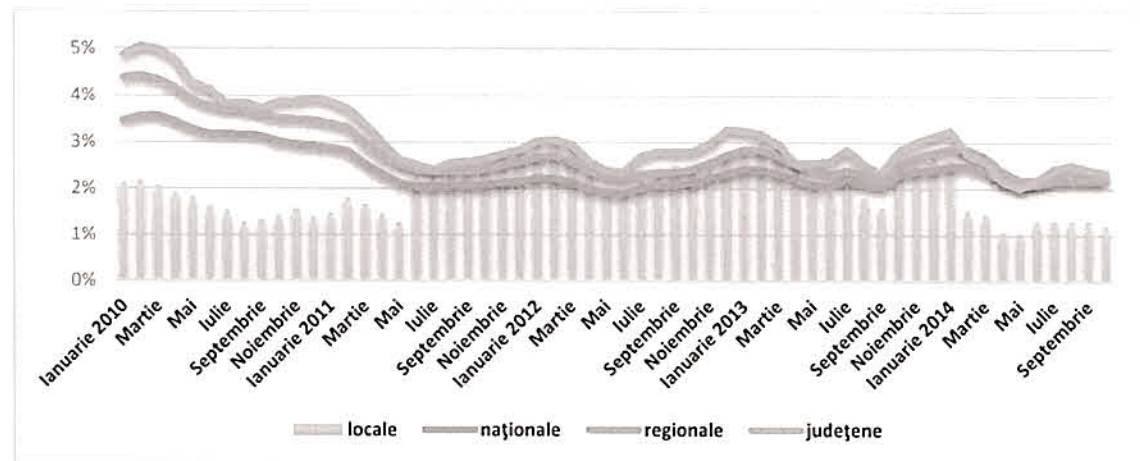 5%
4%
3%
2%
1%
0%
Ianuarie 2010
Martie
Mai
Iulie
Septembrie
Noiembrie
Ianuarie 2011
Martie
Mai
Iulie
Septembrie
Noiembrie
Ianuarie 2012
Martie
Mai
Iulie
Septembrie
Noiembrie
Ianuarie 2013
Martie
Mai
Iulie
Septembrie
Noiembrie
Ianuarie 2014
Martie
Mai
Iulie
Septembrie
locale naţionale regionale judeţene